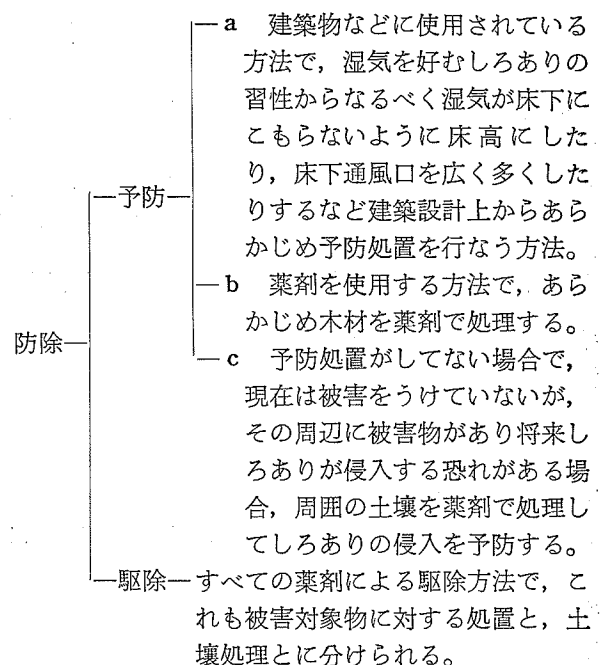 a 建築物などに使用されている
方法で，湿気を好むしろありの
習性からなるべく湿気が床下に
こもらないように床高にした
り，床下通風口を広く多くした
りするなど建築設計上からあら
かじめ予防処置を行なう方法。
予防
b 薬剤を使用する方法で，あら
かじめ木材を薬剤で処理する。
防除
c 予防処置がしてない場合で，
現在は被害をうけていないが，
その周辺に被害物があり将来し
ろありが侵入する恐れがある場
合，周囲の土壌を薬剤で処理し
てしろありの侵入を予防する。
駆除 すべての薬剤による駆除方法で，こ
れも被害対象物に対する処置と，土
壌処理とに分けられる。